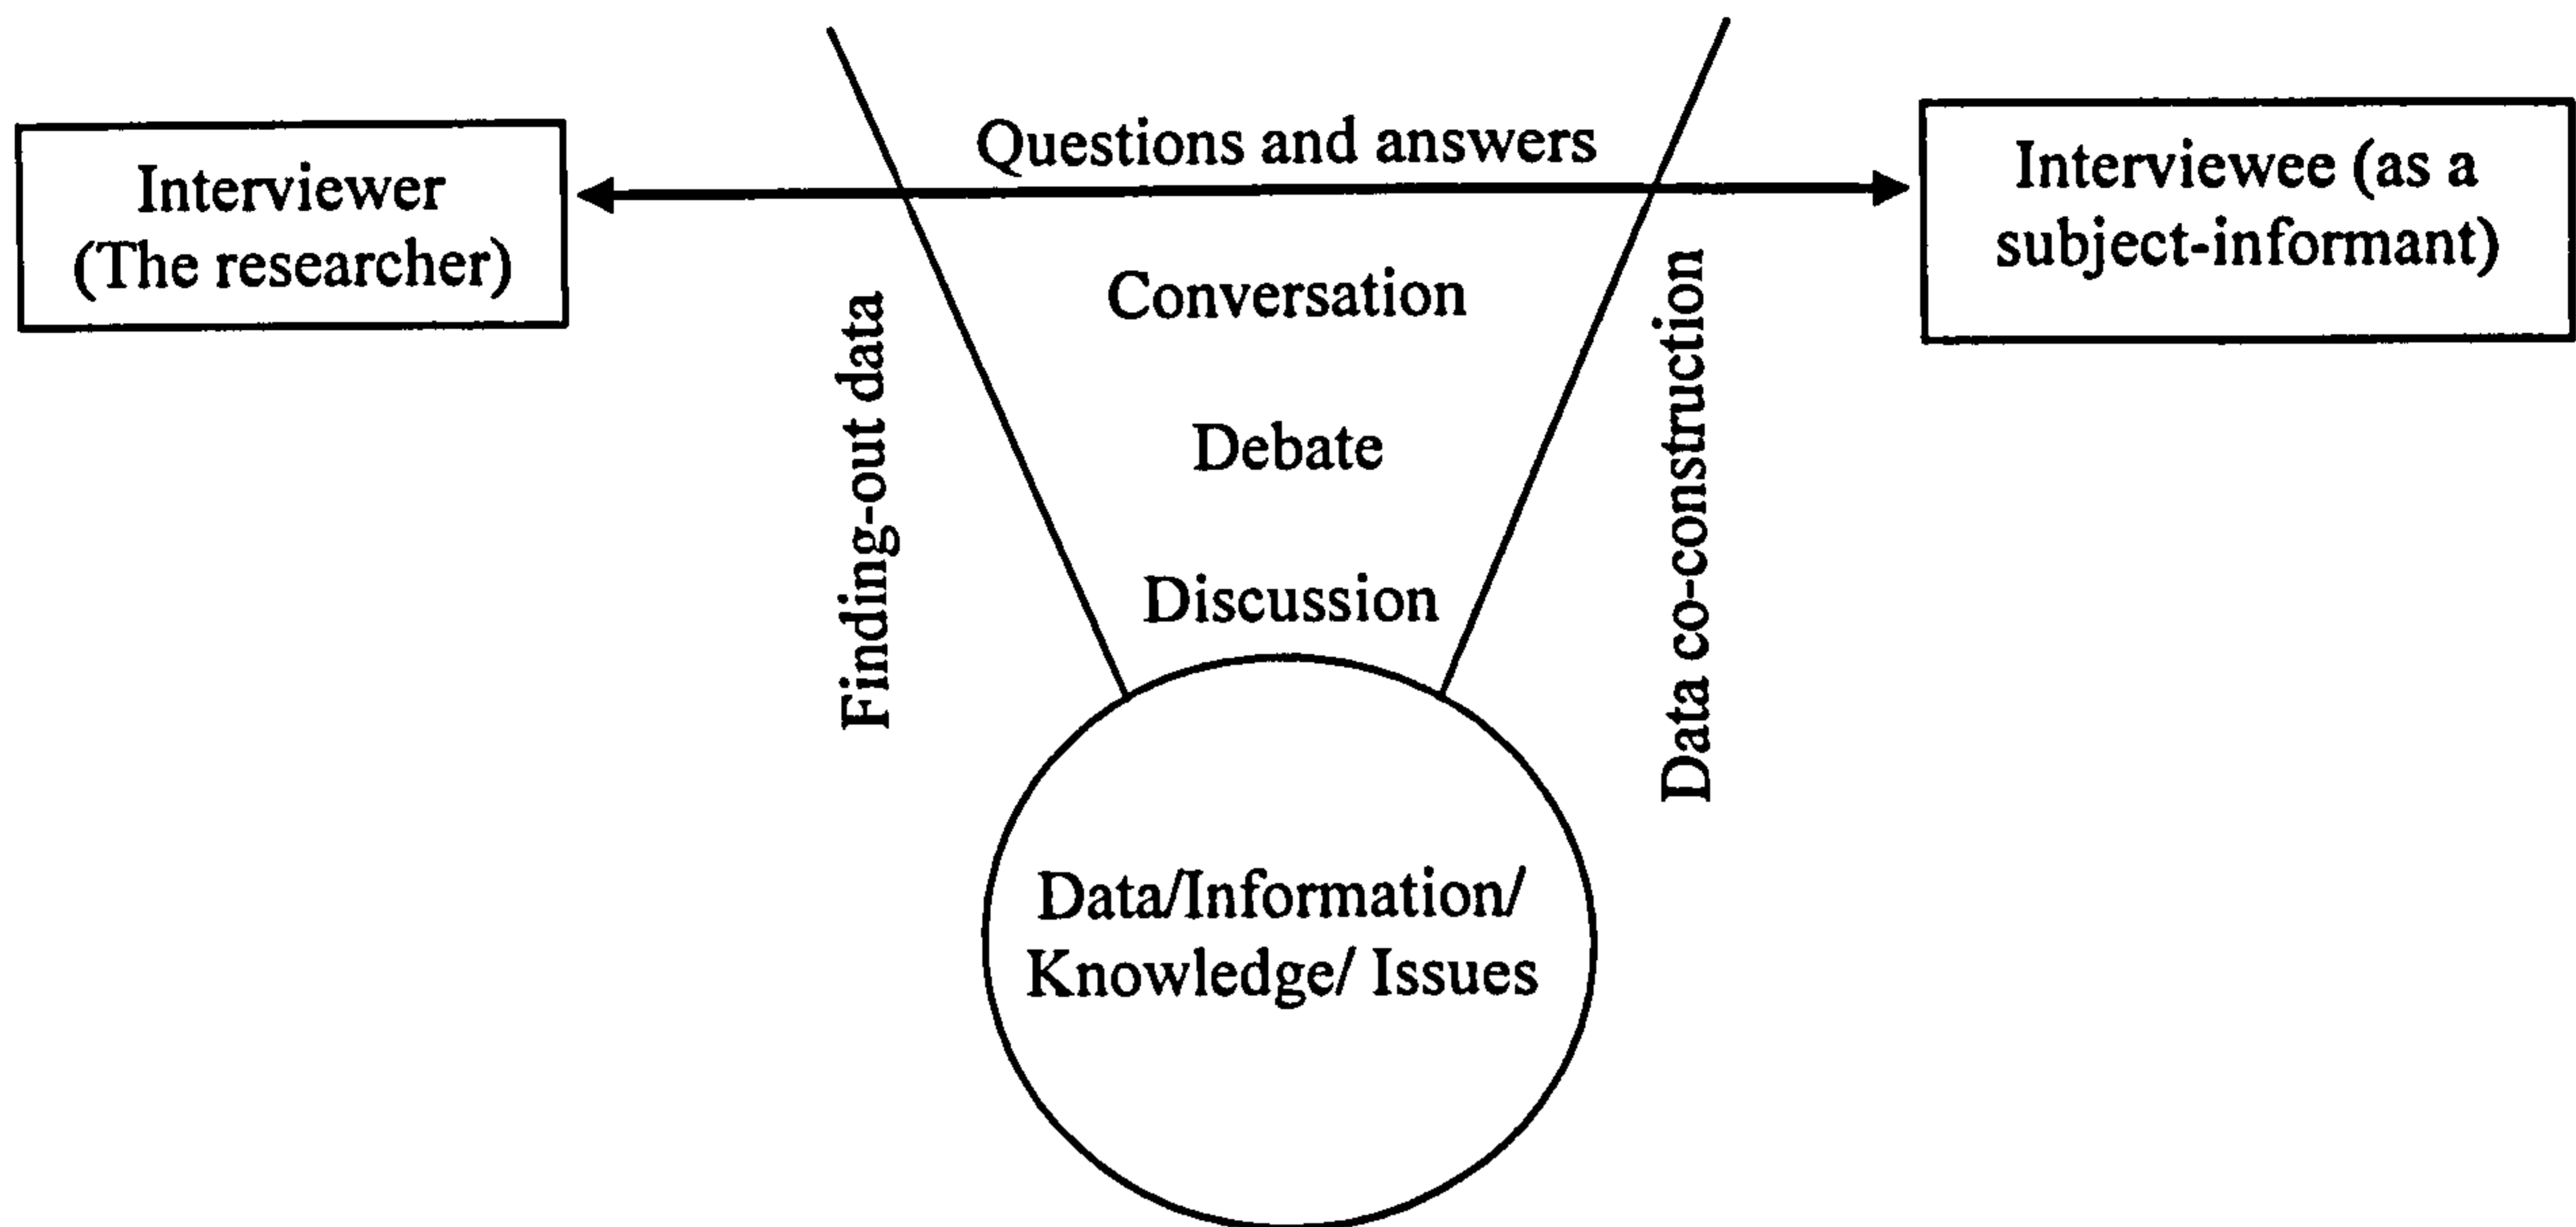 Questions and answers
Interviewer
(The researcher)
Interviewee (as a
subject-informant)
Conversation
Debate
Discussion
Finding-out data
Data co-construction
Data/Information/
Knowledge/ Issues